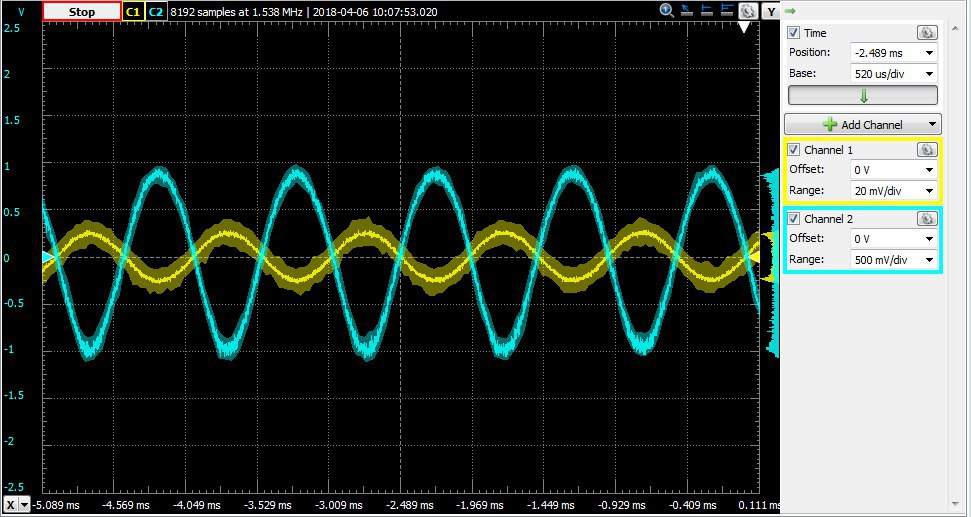 V Stop C1 C2 8192 samples at 1.538 MHz | 2018-04-06 10:07:53.020 Y
2.5
2
1.5
1
0.5
0
-0.5
-1
-1.5
-2
-2.5
X -5.089 ms -4.569 ms -4.049 ms -3.529 ms -3.009 ms -2.489 ms -1.969 ms -1.449 ms -0.929 ms -0.409 ms 0.111 ms
Time
Position: -2.489 ms
Base: 520 us/div
Add Channel
Channel 1
Offset: 0 V
Range: 20 mV/div
Channel 2
Offset: 0 V
Range: 500 mV/div